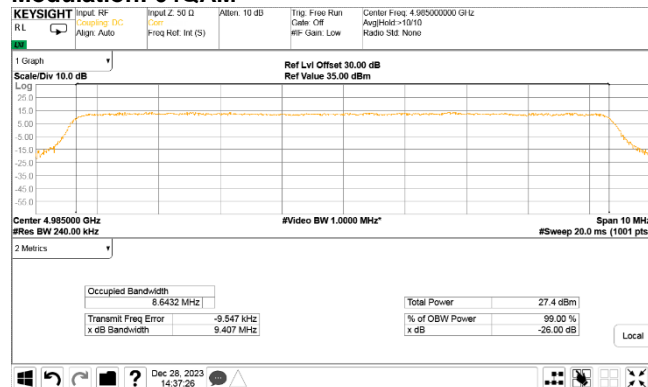 KEYSIGHT Input: RF Input Z: 50 Ω Atten: 10 dB Trig: Free Run Center Freq: 4.985000000 GHz
RL Coupling: DC Corr Gate: Off Avg|Hold:>10/10
Align: Auto Freq Ref: Int (S) #IF Gain: Low Radio Std: None
LVI
1 Graph
Ref Lvl Offset 30.00 dB
Scale/Div 10.0 dB Ref Value 35.00 dBm
Log
25.0
15.0
5.00
-5.00
-15.0
-25.0
-35.0
-45.0
-55.0
Center 4.985000 GHz #Video BW 1.0000 MHz* Span 10 MHz
#Res BW 240.00 kHz #Sweep 20.0 ms (1001 pts
2 Metrics
Occupied Bandwidth
8.6432 MHz Total Power 27.4 dBm
Transmit Freq Error -9.547 kHz % of OBW Power 99.00 %
x dB Bandwidth 9.407 MHz x dB -26.00 dB
Local
? Dec 28, 2023
14:37:26